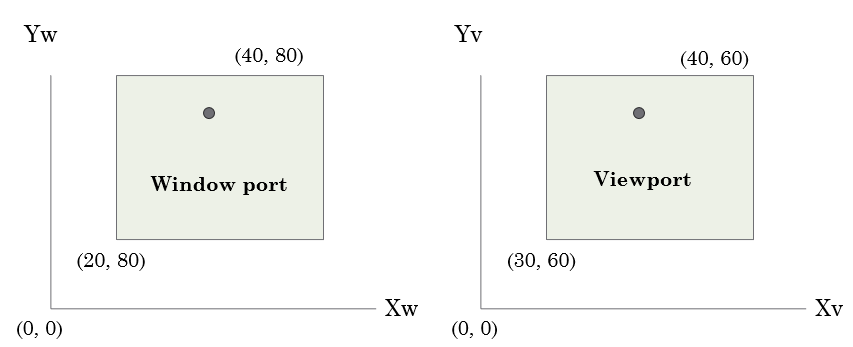 Yw
(40, 80)
Window port
(20, 80)
Xw
(0, 0)
Yv
(40, 60)
Viewport
(30, 60)
Xv
(0, 0)